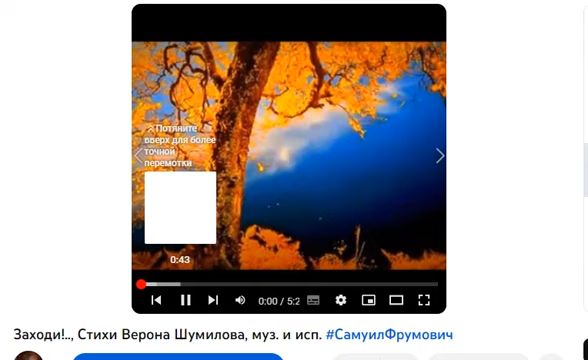 Потяните
вверх для более
точной
перемотки
0:43
0:00 / 5:2
Заходи!.., Стихи Верона Шумилова, муз. и исп. #СамуилФрумович